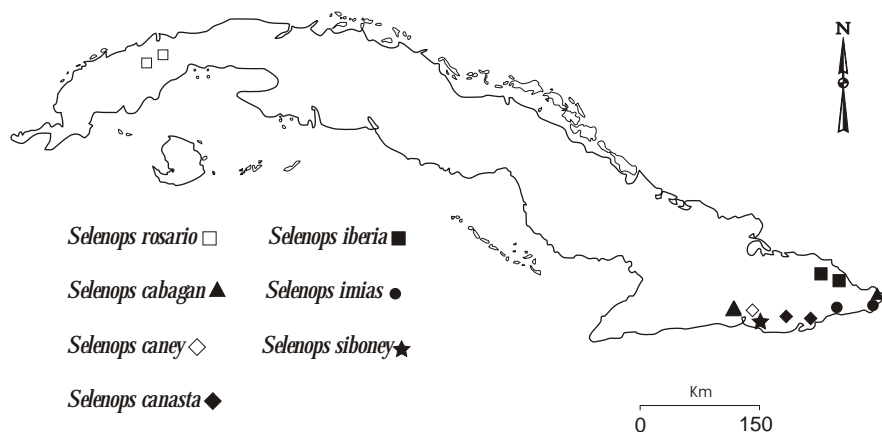 N
Selenops rosario
Selenops iberia
Selenops cabagan
Selenops imias
Selenops caney
Selenops siboney
Selenops canasta
Km
0 150